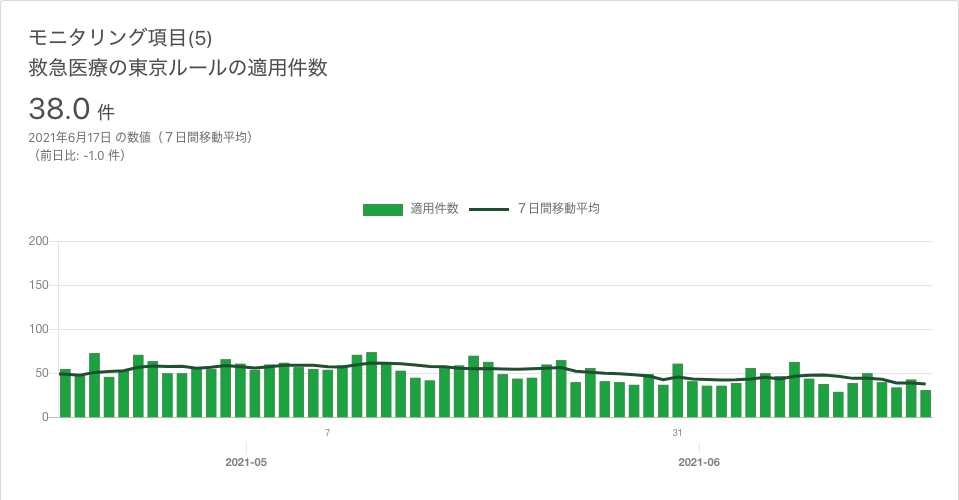 モニタリング項目(5)
救急医療の東京ルールの適用件数
38.0 件
2021年6月17日 の数値（７日間移動平均）
（前日比: -1.0 件）
適用件数 ７日間移動平均
200
150
100
50
0
7 31
2021-05 2021-06